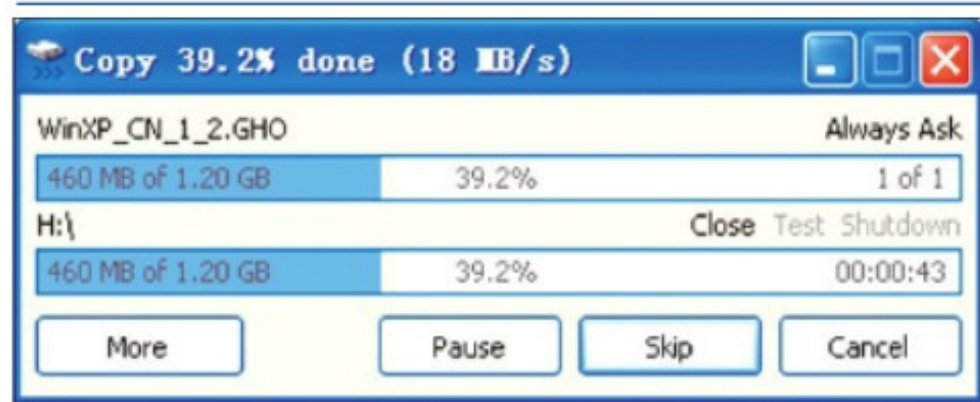 Copy 39.2% done (18 MB/s)
WinXP_CN_1_2.GHO Always Ask
460 MB of 1.20 GB 39.2% 1 of 1
H:\ Close Test Shutdown
460 MB of 1.20 GB 39.2% 00:00:43
More Pause Skip Cancel